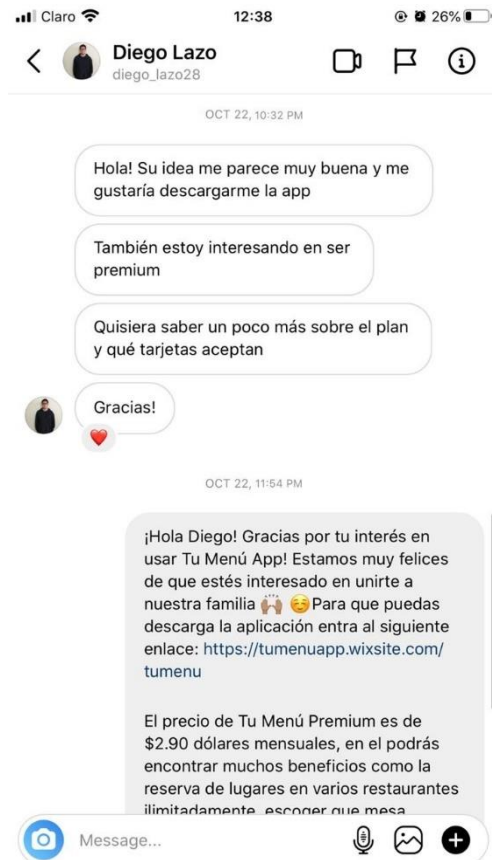 Claro
12:38
26%
Diego Lazo
diego_lazo28
OCT 22, 10:32 PM
Hola! Su idea me parece muy buena y me
gustaría descargarme la app
También estoy interesando en ser
premium
Quisiera saber un poco más sobre el plan
y qué tarjetas aceptan
Gracias!
OCT 22, 11:54 PM
¡Hola Diego! Gracias por tu interés en
usar Tu Menú App! Estamos muy felices
de que estés interesado en unirte a
nuestra familia 🙌🏽 ☺️Para que puedas
descarga la aplicación entra al siguiente
enlace: https://tumenuapp.wixsite.com/
tumenu
El precio de Tu Menú Premium es de
$2.90 dólares mensuales, en el podrás
encontrar muchos beneficios como la
reserva de lugares en varios restaurantes
ilimitadamente, escoger que mesa
Message...